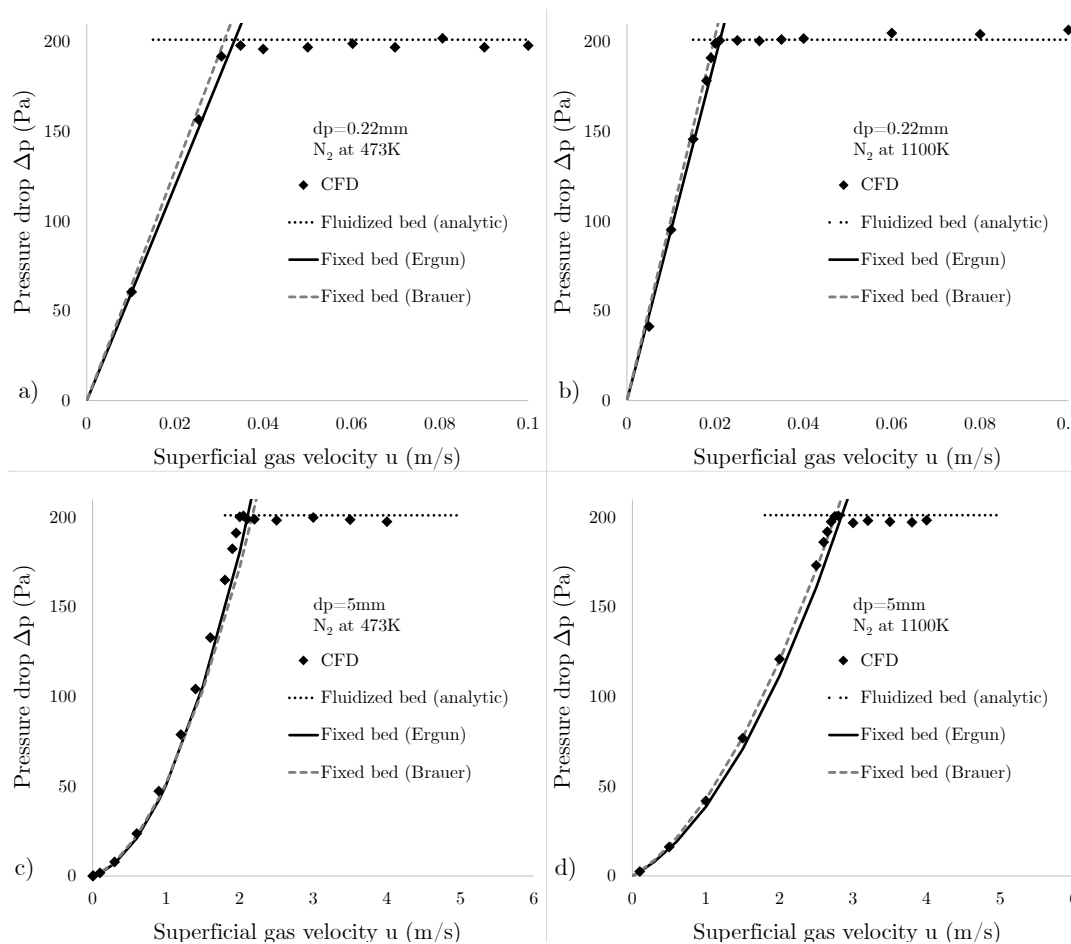 Pressure drop Δp (Pa)
200
150
100
50
0
dp=0.22mm
N₂ at 473K
CFD
Fluidized bed (analytic)
Fixed bed (Ergun)
Fixed bed (Brauer)
a)
0 0.02 0.04 0.06 0.08 0.1
Superficial gas velocity u (m/s)
Pressure drop Δp (Pa)
200
150
100
50
0
dp=0.22mm
N₂ at 1100K
CFD
Fluidized bed (analytic)
Fixed bed (Ergun)
Fixed bed (Brauer)
b)
0 0.02 0.04 0.06 0.08 0.
Superficial gas velocity u (m/s)
Pressure drop Δp (Pa)
200
150
100
50
0
dp=5mm
N₂ at 473K
CFD
Fluidized bed (analytic)
Fixed bed (Ergun)
Fixed bed (Brauer)
c)
0 1 2 3 4 5 6
Superficial gas velocity u (m/s)
Pressure drop Δp (Pa)
200
150
100
50
0
dp=5mm
N₂ at 1100K
CFD
Fluidized bed (analytic)
Fixed bed (Ergun)
Fixed bed (Brauer)
d)
0 1 2 3 4 5 6
Superficial gas velocity u (m/s)